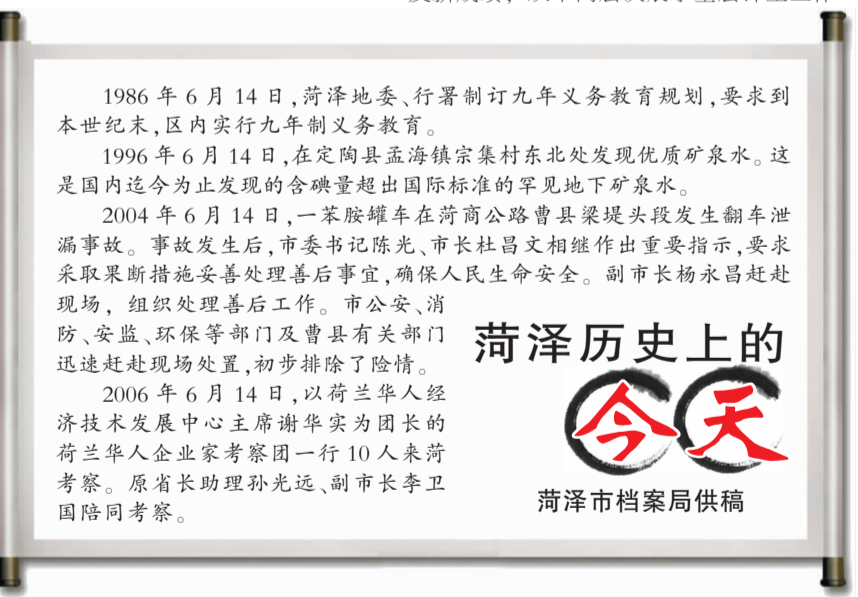 1986 年 6 月 14 日,菏泽地委、行署制订九年义务教育规划,要求到
本世纪末,区内实行九年制义务教育。
1996 年 6 月 14 日,在定陶县孟海镇宗集村东北处发现优质矿泉水。这
是国内迄今为止发现的含碘量超出国际标准的罕见地下矿泉水。
2004 年 6 月 14 日,一苯胺罐车在菏商公路曹县梁堤头段发生翻车泄
漏事故。事故发生后,市委书记陈光、市长杜昌文相继作出重要指示,要求
采取果断措施妥善处理善后事宜,确保人民生命安全。副市长杨永昌赶赴
现场，组织处理善后工作。市公安、消
防、安监、环保等部门及曹县有关部门
迅速赶赴现场处置,初步排除了险情。
2006 年 6 月 14 日,以荷兰华人经
济技术发展中心主席谢华实为团长的
荷兰华人企业家考察团一行 10 人来菏
考察。原省长助理孙光远、副市长李卫
国陪同考察。
菏泽历史上的
今天
菏泽市档案局供稿